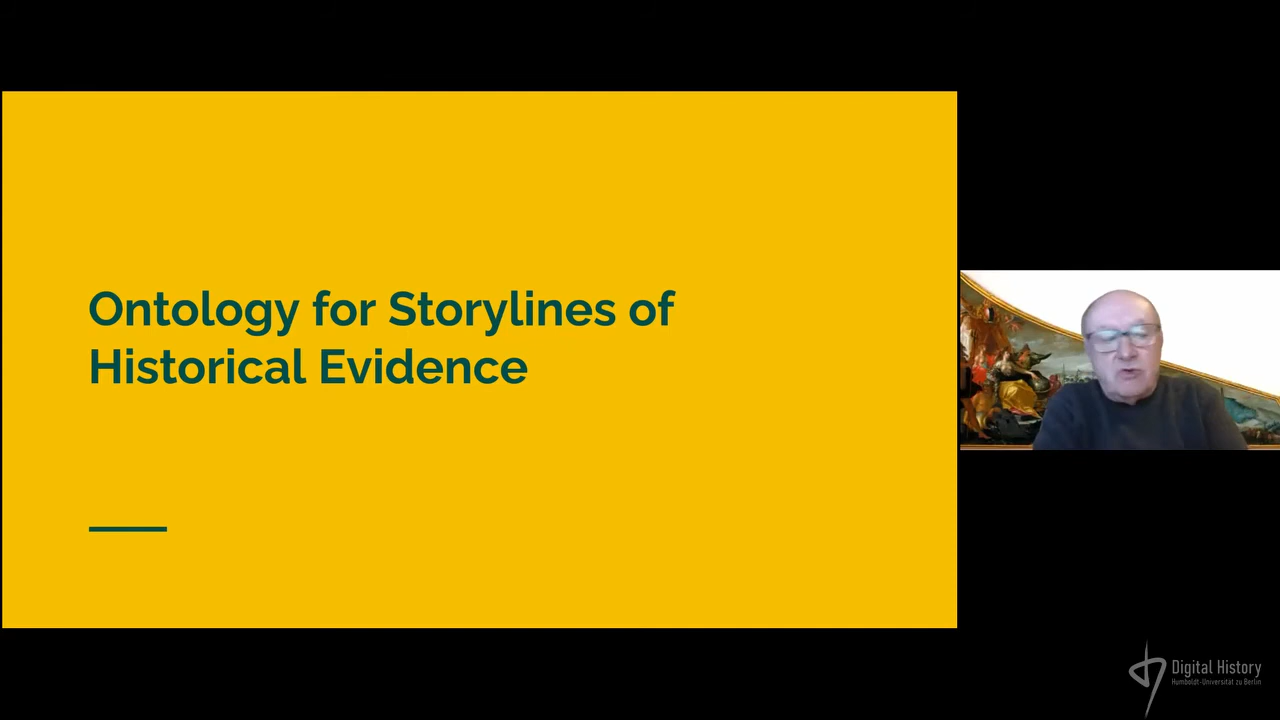 Ontology for Storylines of
Historical Evidence
Digital History
Humboldt-Universität zu Berlin